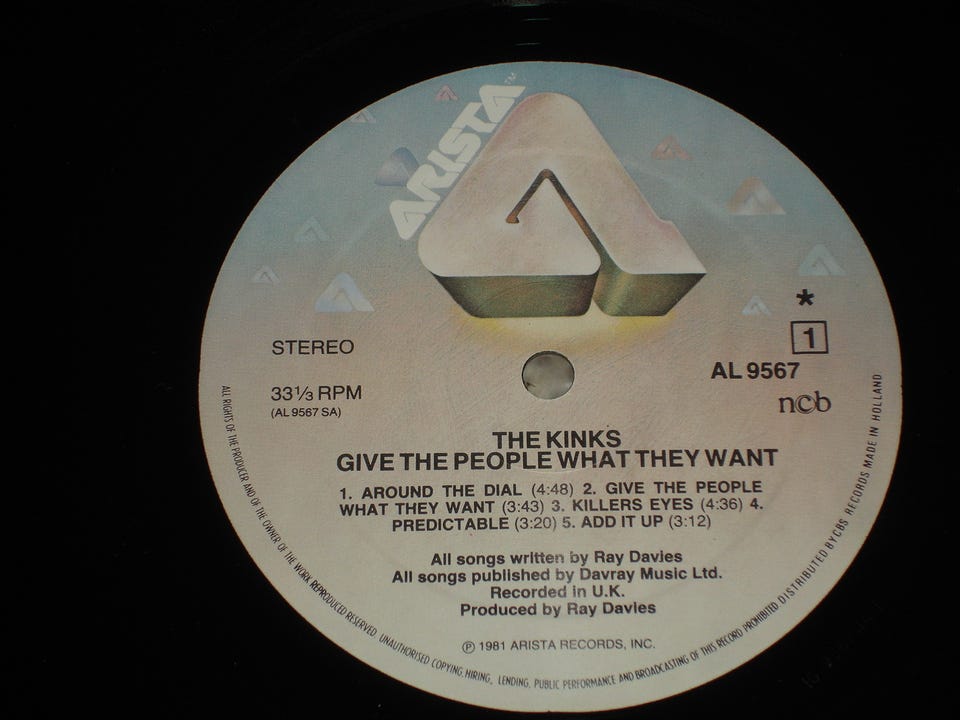 ARISTA™
*
1
STEREO
AL 9567
33⅓ RPM
ncb
(AL 9567 SA)
THE KINKS
GIVE THE PEOPLE WHAT THEY WANT
1. AROUND THE DIAL (4:48) 2. GIVE THE PEOPLE
WHAT THEY WANT (3:43) 3. KILLERS EYES (4:36) 4.
PREDICTABLE (3:20) 5. ADD IT UP (3:12)
All songs written by Ray Davies
All songs published by Davray Music Ltd.
Recorded in U.K.
Produced by Ray Davies
℗ 1981 ARISTA RECORDS, INC.
ALL RIGHTS OF THE PRODUCER AND OF THE OWNER OF THE WORK REPRODUCED RESERVED UNAUTHORISED COPYING, HIRING, LENDING, PUBLIC PERFORMANCE AND BROADCASTING OF THIS RECORD PROHIBITED DISTRIBUTED BY CBS RECORDS MADE IN HOLLAND